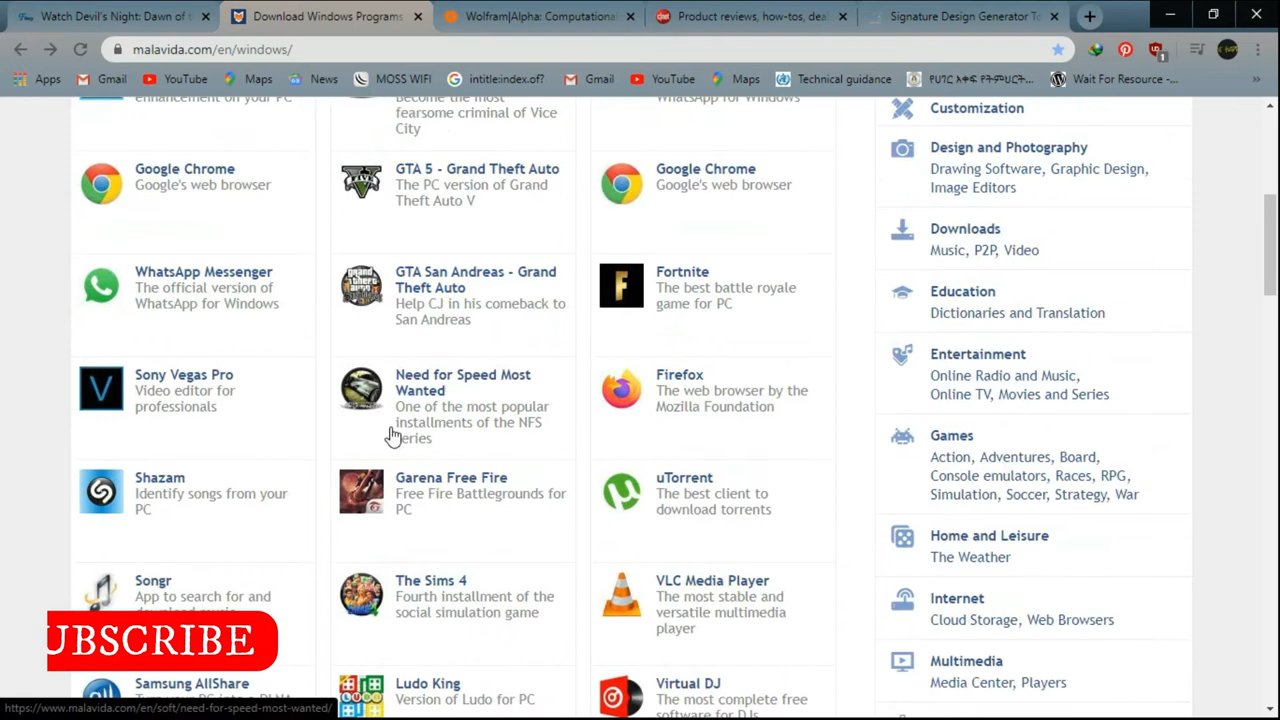 Watch Devil's Night: Dawn of t
Download Windows Programs
Wolfram|Alpha: Computational
Product reviews, how-tos, deal
Signature Design Generator To
malavida.com/en/windows/
Apps
Gmail
YouTube
Maps
News
MOSS WIFI
intitle:index.of?
Gmail
YouTube
Maps
Technical guidance
Wait For Resource -...
enhancement on your PC
Become the most
fearsome criminal of Vice
City
WhatsApp for Windows
Google Chrome
Google's web browser
GTA 5 - Grand Theft Auto
The PC version of Grand
Theft Auto V
Google Chrome
Google's web browser
WhatsApp Messenger
The official version of
WhatsApp for Windows
GTA San Andreas - Grand
Theft Auto
Help CJ in his comeback to
San Andreas
Fortnite
The best battle royale
game for PC
Sony Vegas Pro
Video editor for
professionals
Need for Speed Most
Wanted
One of the most popular
installments of the NFS
series
Firefox
The web browser by the
Mozilla Foundation
Shazam
Identify songs from your
PC
Garena Free Fire
Free Fire Battlegrounds for
PC
uTorrent
The best client to
download torrents
Songr
App to search for and
download music
The Sims 4
Fourth installment of the
social simulation game
VLC Media Player
The most stable and
versatile multimedia
player
Samsung AllShare
Ludo King
Version of Ludo for PC
Virtual DJ
The most complete free
software for DJs
Customization
Design and Photography
Drawing Software, Graphic Design,
Image Editors
Downloads
Music, P2P, Video
Education
Dictionaries and Translation
Entertainment
Online Radio and Music,
Online TV, Movies and Series
Games
Action, Adventures, Board,
Console emulators, Races, RPG,
Simulation, Soccer, Strategy, War
Home and Leisure
The Weather
Internet
Cloud Storage, Web Browsers
Multimedia
Media Center, Players
UBSCRIBE
https://www.malavida.com/en/soft/need-for-speed-most-wanted/